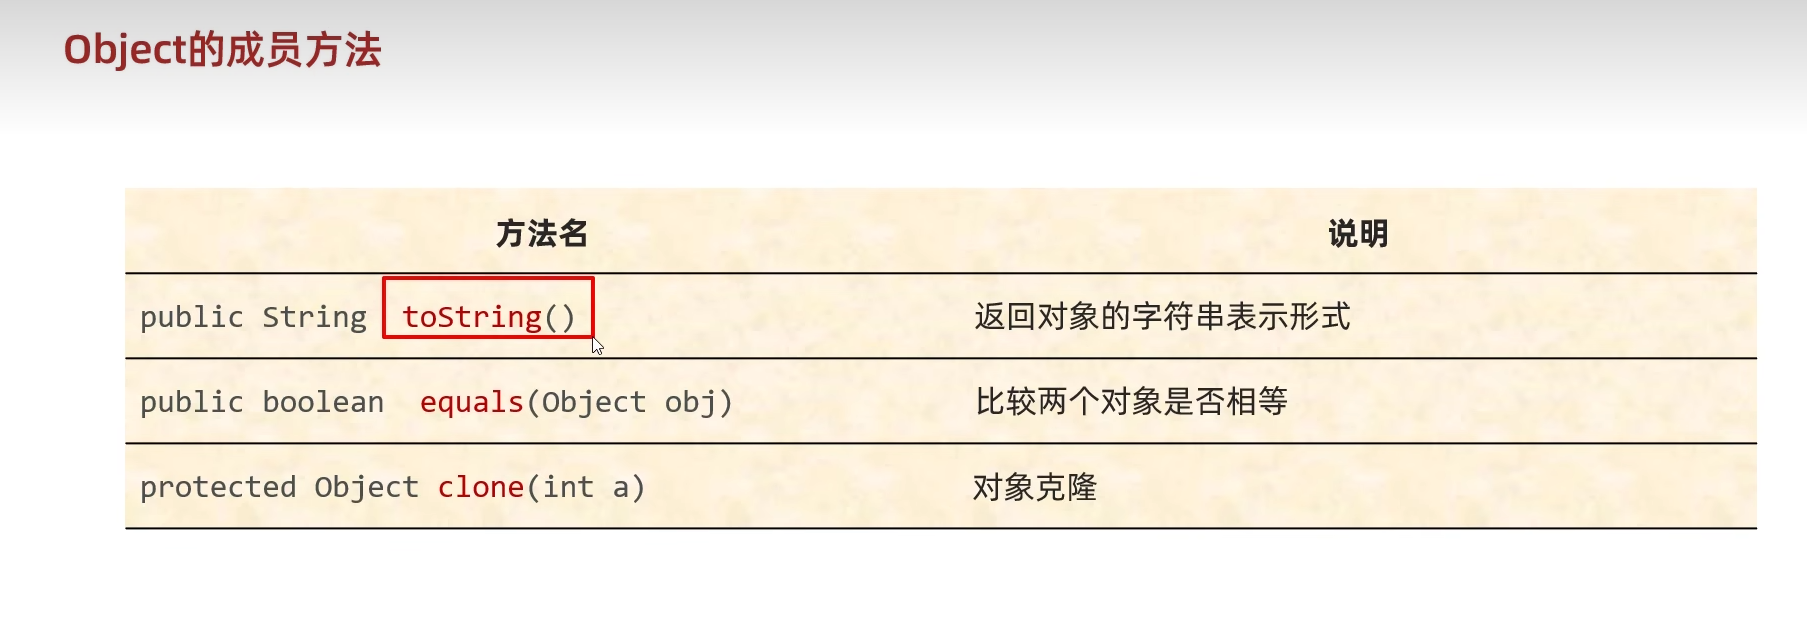 Object的成员方法
方法名 说明
public String toString() 返回对象的字符串表示形式
public boolean equals(Object obj) 比较两个对象是否相等
protected Object clone(int a) 对象克隆